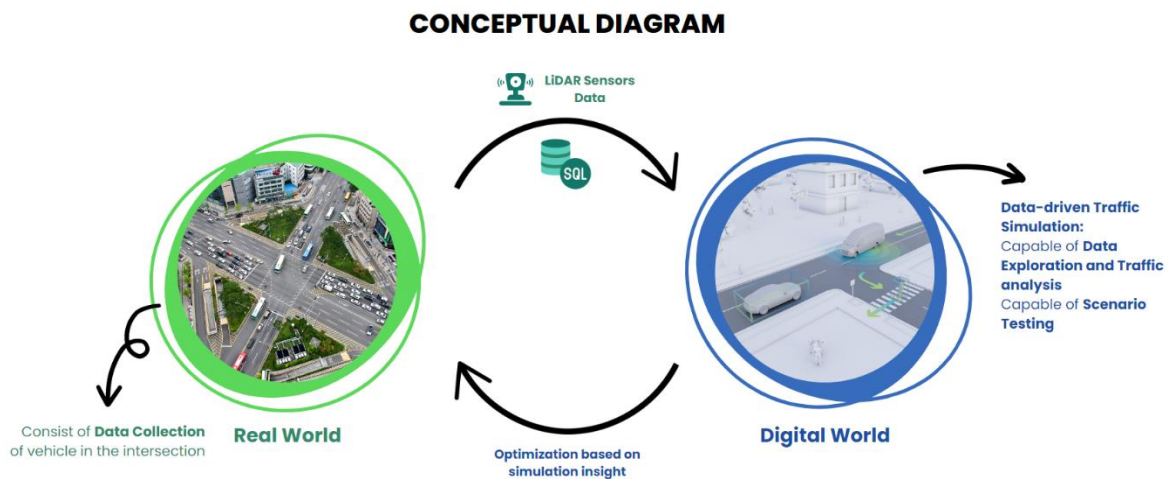 CONCEPTUAL DIAGRAM
LiDAR Sensors
Data
SQL
Data-driven Traffic
Simulation:
Capable of Data
Exploration and Traffic
analysis
Capable of Scenario
Testing
Consist of Data Collection
of vehicle in the intersection
Real World
Optimization based on
simulation insight
Digital World